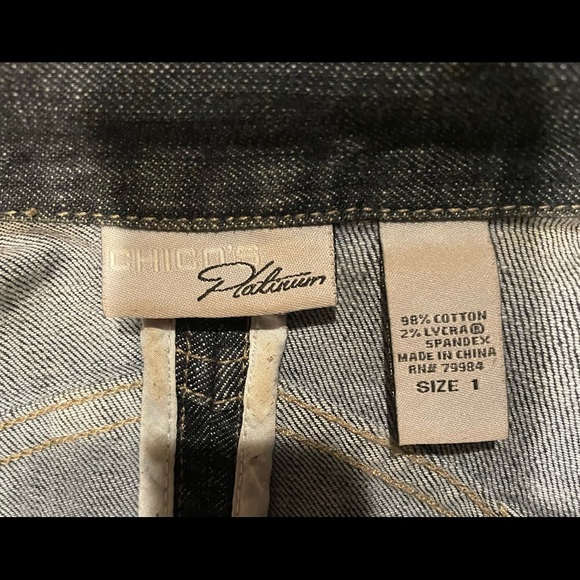 CHICO'S
Platinum
98% COTTON
2% LYCRA®
SPANDEX
MADE IN CHINA
RN# 79984
SIZE 1